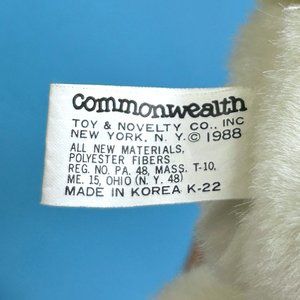 commonwealth
TOY & NOVELTY CO., INC
NEW YORK, N. Y. © 1988
ALL NEW MATERIALS,
POLYESTER FIBERS
REG. NO. PA. 48, MASS. T-10,
ME. 15, OHIO (N. Y. 48)
MADE IN KOREA K-22